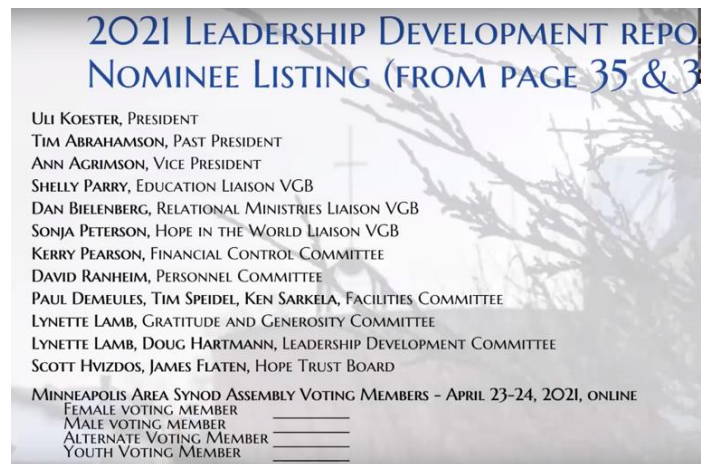 2021 Leadership Development repo
Nominee Listing (from page 35 & 3
Uli Koester, President
Tim Abrahamson, Past President
Ann Agrimson, Vice President
Shelly Parry, Education Liaison VGB
Dan Bielenberg, Relational Ministries Liaison VGB
Sonja Peterson, Hope in the World Liaison VGB
Kerry Pearson, Financial Control Committee
David Ranheim, Personnel Committee
Paul Demeules, Tim Speidel, Ken Sarkela, Facilities Committee
Lynette Lamb, Gratitude and Generosity Committee
Lynette Lamb, Doug Hartmann, Leadership Development Committee
Scott Hvizdos, James Flaten, Hope Trust Board
Minneapolis Area Synod Assembly Voting Members - April 23-24, 2021, online
Female voting member
Male voting member
Alternate Voting Member
Youth Voting Member